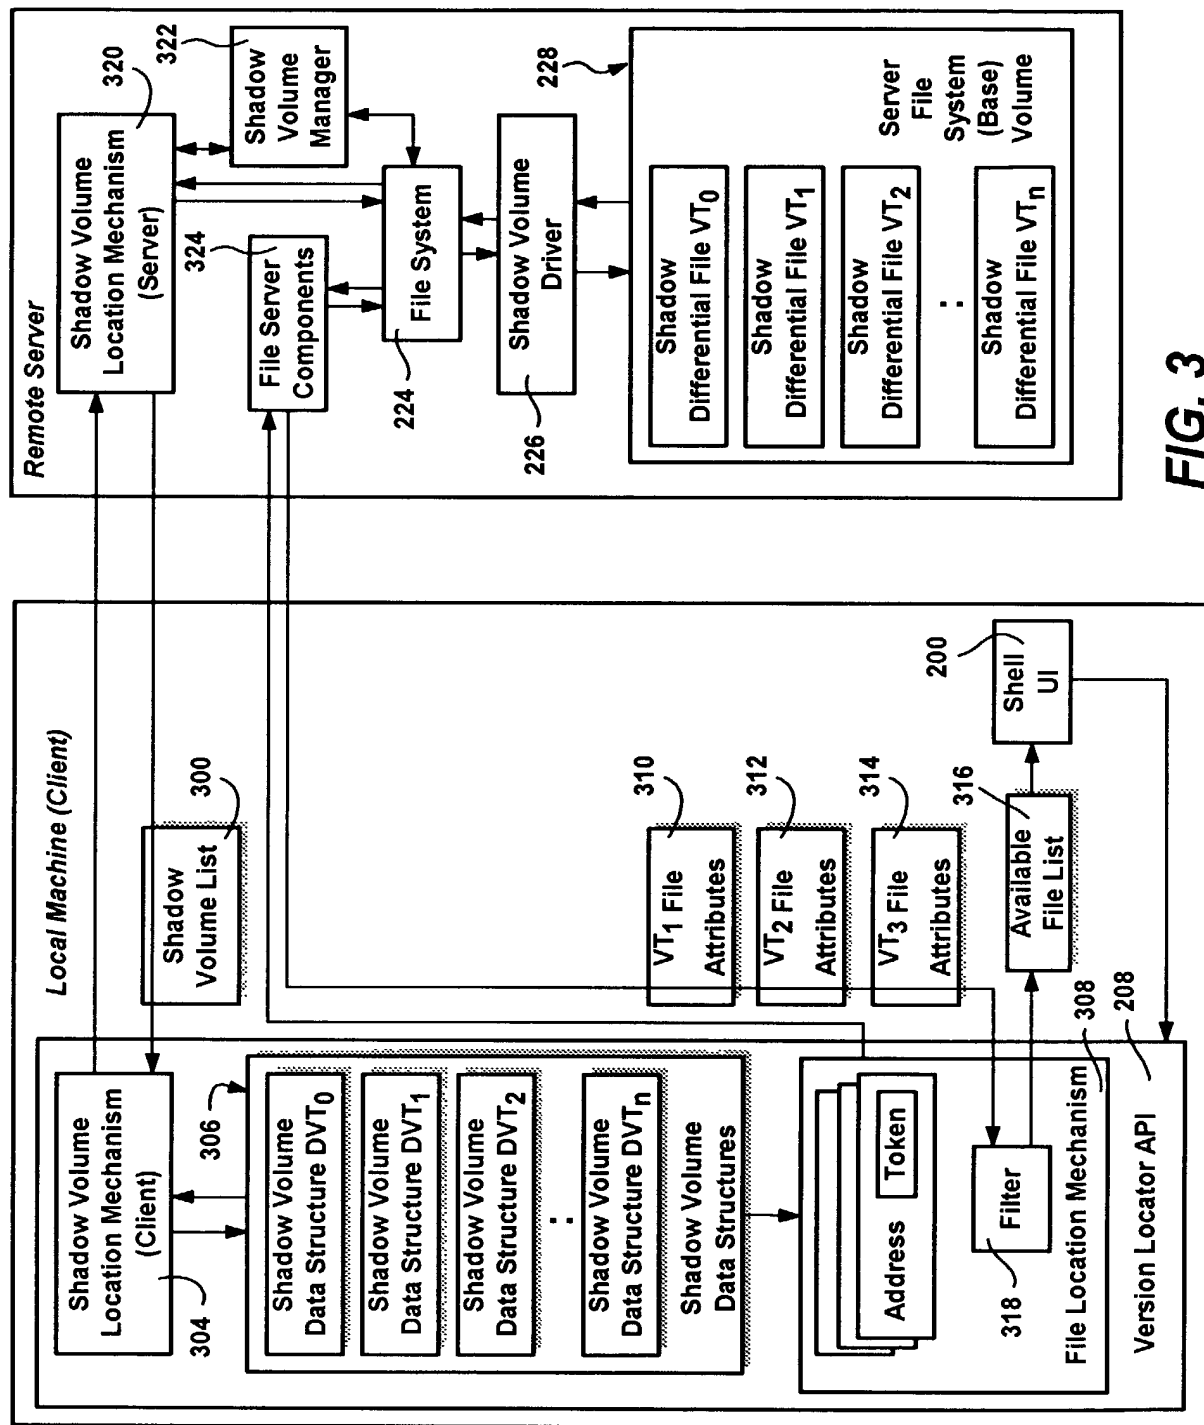 Local Machine (Client)
Shadow Volume
Location Mechanism
(Client)
304
306
Shadow Volume
Data Structure DVT0
Shadow Volume
Data Structure DVT1
Shadow Volume
Data Structure DVT2
:
Shadow Volume
Data Structure DVTn
Shadow Volume
Data Structures
Address
Token
318
Filter
File Location Mechanism
308
Version Locator API
208
Shadow
Volume List
300
VT1 File
Attributes
310
VT2 File
Attributes
312
VT3 File
Attributes
314
Available
File List
316
Shell
UI
200
Remote Server
Shadow Volume
Location Mechanism
(Server)
320
Shadow
Volume
Manager
322
File Server
Components
324
File System
224
Shadow Volume
Driver
226
228
Shadow
Differential File VT0
Shadow
Differential File VT1
Shadow
Differential File VT2
:
Shadow
Differential File VTn
Server
File
System
(Base)
Volume
FIG. 3